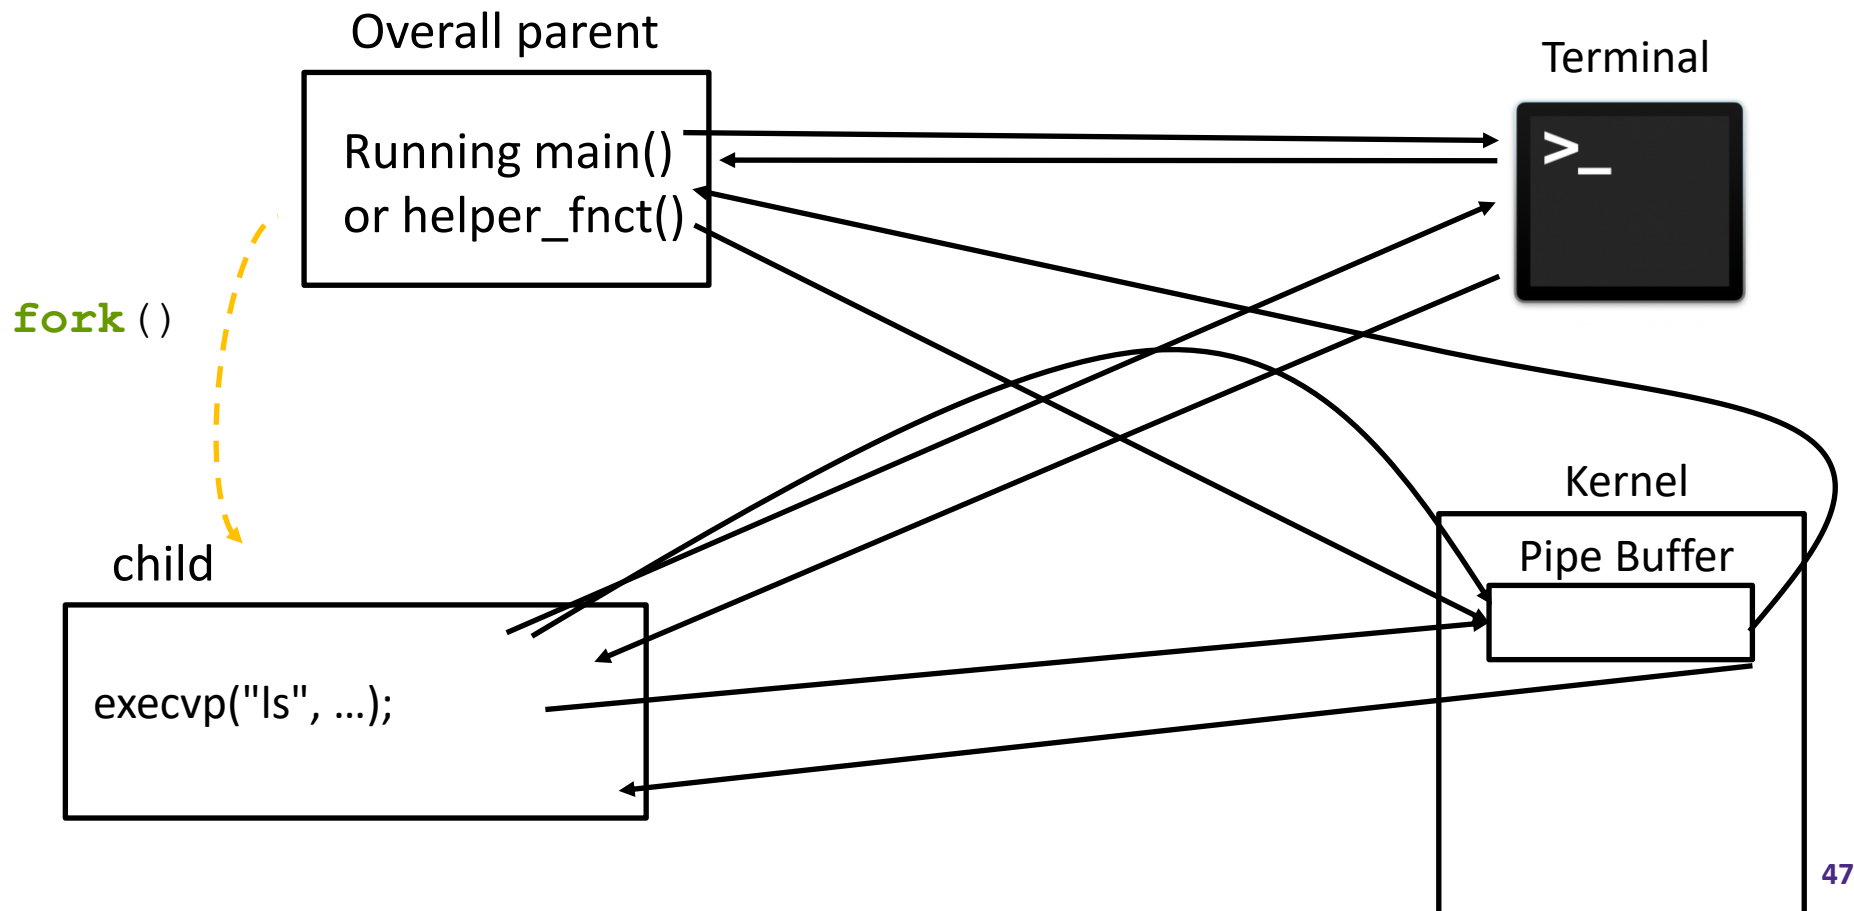 Overall parent
Terminal
Running main()
or helper_fnct()
>_
fork()
Kernel
child
Pipe Buffer
execvp("ls", …);
47